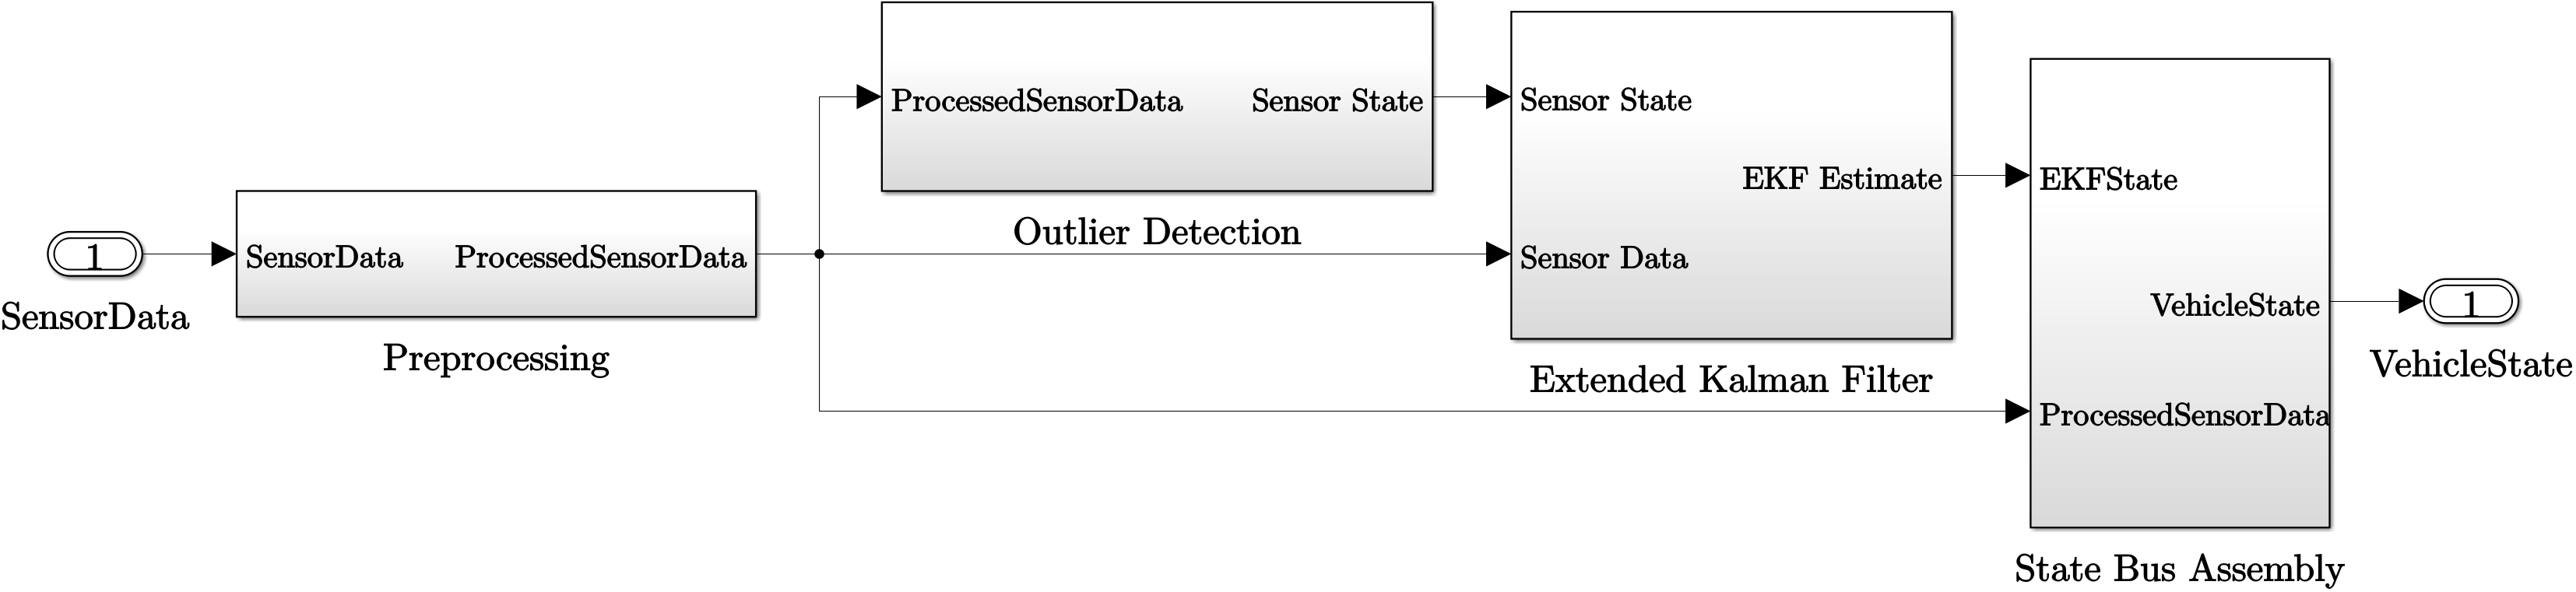 1
SensorData
SensorData
ProcessedSensorData
Preprocessing
ProcessedSensorData
Sensor State
Outlier Detection
Sensor State
EKF Estimate
Sensor Data
Extended Kalman Filter
EKFState
VehicleState
ProcessedSensorData
State Bus Assembly
1
VehicleState